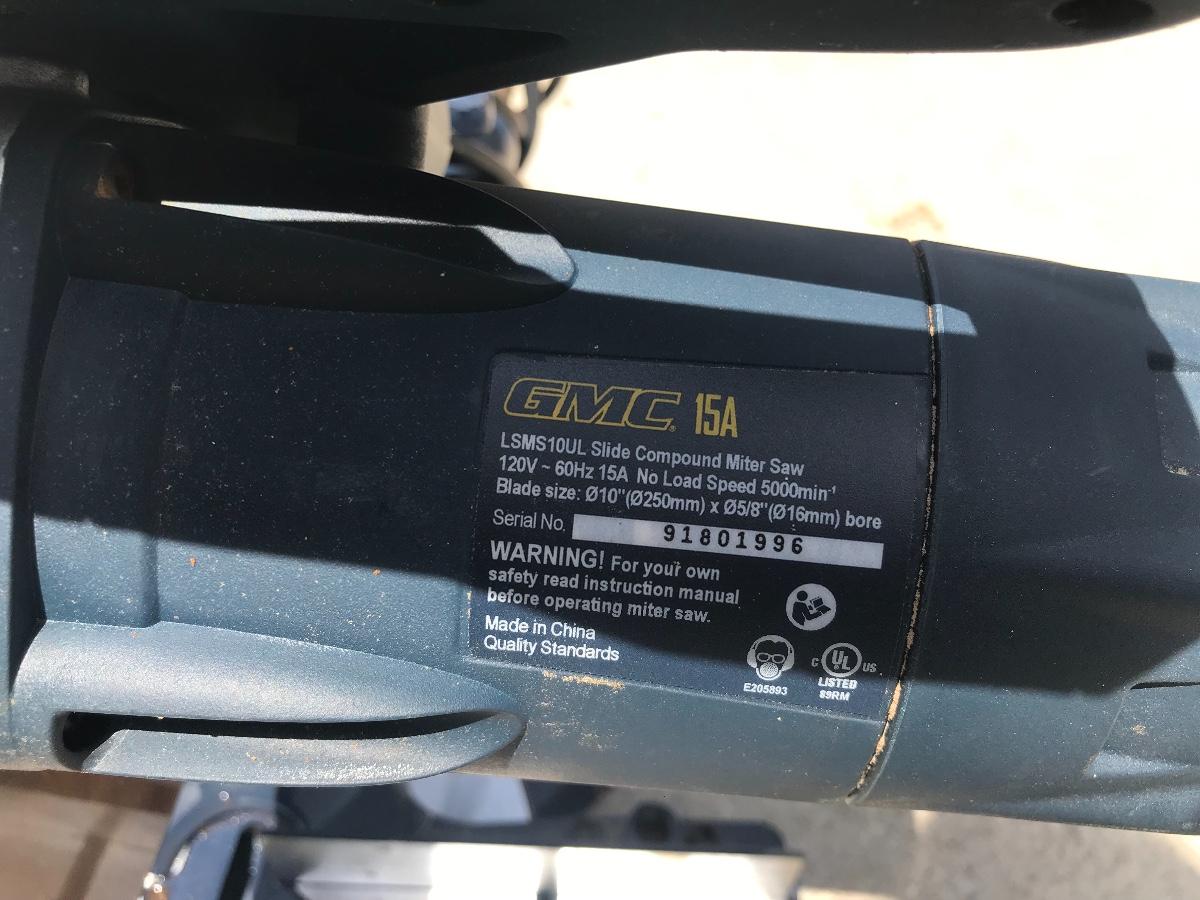 GMC® 15A
LSMS10UL Slide Compound Miter Saw
120V ~ 60Hz 15A No Load Speed 5000min⁻¹
Blade size: Ø10"(Ø250mm) x Ø5/8"(Ø16mm) bore
Serial No. 91801996
WARNING! For your own
safety read instruction manual
before operating miter saw.
Made in China
Quality Standards
E205893
C UL US
LISTED
89RM